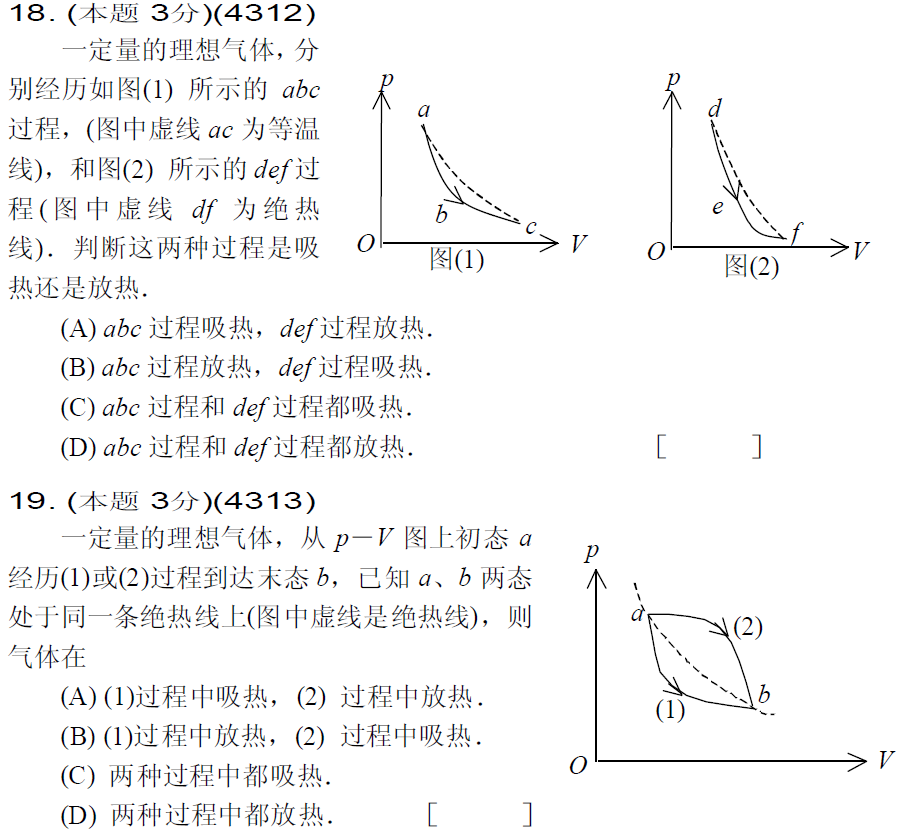 18. (本题 3分)(4312)
一定量的理想气体，分
别经历如图(1) 所示的 abc
过程，(图中虚线 ac 为等温
线)，和图(2) 所示的 def 过
程(图中虚线 df 为绝热
线)．判断这两种过程是吸
热还是放热．
p
a
b
c
O
V
图(1)
p
d
e
f
O
V
图(2)
(A) abc 过程吸热，def 过程放热．
(B) abc 过程放热，def 过程吸热．
(C) abc 过程和 def 过程都吸热．
(D) abc 过程和 def 过程都放热． [ ]
19. (本题 3分)(4313)
一定量的理想气体，从 p－V 图上初态 a
经历(1)或(2)过程到达末态 b，已知 a、b 两态
处于同一条绝热线上(图中虚线是绝热线)，则
气体在
(A) (1)过程中吸热，(2) 过程中放热．
(B) (1)过程中放热，(2) 过程中吸热．
(C) 两种过程中都吸热．
(D) 两种过程中都放热． [ ]
p
a
(2)
b
(1)
O
V